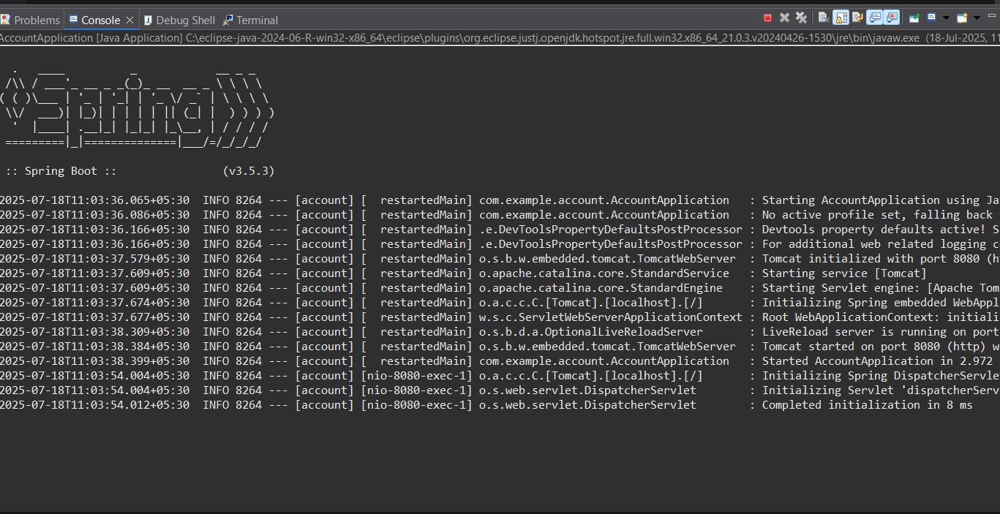 Problems Console Debug Shell Terminal
AccountApplication [Java Application] C:\eclipse-java-2024-06-R-win32-x86_64\eclipse\plugins\org.eclipse.justj.openjdk.hotspot.jre.full.win32.x86_64_21.0.3.v20240426-1530\jre\bin\javaw.exe (18-Jul-2025, 11
  .   ____          _            __ _ _
 /\\ / ___'_ __ _ _(_)_ __  __ _ \ \ \ \
( ( )\___ | '_ | '_| | '_ \/ _` | \ \ \ \
 \\/  ___)| |_)| | | | | || (_| |  ) ) ) )
  '  |____| .__|_| |_|_| |_\__, | / / / /
 =========|_|==============|___/=/_/_/_/
 :: Spring Boot ::                (v3.5.3)
2025-07-18T11:03:36.065+05:30  INFO 8264 --- [account] [  restartedMain] com.example.account.AccountApplication   : Starting AccountApplication using Ja
2025-07-18T11:03:36.086+05:30  INFO 8264 --- [account] [  restartedMain] com.example.account.AccountApplication   : No active profile set, falling back
2025-07-18T11:03:36.166+05:30  INFO 8264 --- [account] [  restartedMain] .e.DevToolsPropertyDefaultsPostProcessor : Devtools property defaults active! S
2025-07-18T11:03:36.166+05:30  INFO 8264 --- [account] [  restartedMain] .e.DevToolsPropertyDefaultsPostProcessor : For additional web related logging c
2025-07-18T11:03:37.579+05:30  INFO 8264 --- [account] [  restartedMain] o.s.b.w.embedded.tomcat.TomcatWebServer  : Tomcat initialized with port 8080 (h
2025-07-18T11:03:37.609+05:30  INFO 8264 --- [account] [  restartedMain] o.apache.catalina.core.StandardService   : Starting service [Tomcat]
2025-07-18T11:03:37.609+05:30  INFO 8264 --- [account] [  restartedMain] o.apache.catalina.core.StandardEngine    : Starting Servlet engine: [Apache Tom
2025-07-18T11:03:37.674+05:30  INFO 8264 --- [account] [  restartedMain] o.a.c.c.C.[Tomcat].[localhost].[/]       : Initializing Spring embedded WebAppl
2025-07-18T11:03:37.677+05:30  INFO 8264 --- [account] [  restartedMain] w.s.c.ServletWebServerApplicationContext : Root WebApplicationContext: initiali
2025-07-18T11:03:38.309+05:30  INFO 8264 --- [account] [  restartedMain] o.s.b.d.a.OptionalLiveReloadServer       : LiveReload server is running on port
2025-07-18T11:03:38.384+05:30  INFO 8264 --- [account] [  restartedMain] o.s.b.w.embedded.tomcat.TomcatWebServer  : Tomcat started on port 8080 (http) w
2025-07-18T11:03:38.399+05:30  INFO 8264 --- [account] [  restartedMain] com.example.account.AccountApplication   : Started AccountApplication in 2.972
2025-07-18T11:03:54.004+05:30  INFO 8264 --- [account] [nio-8080-exec-1] o.a.c.c.C.[Tomcat].[localhost].[/]       : Initializing Spring DispatcherServle
2025-07-18T11:03:54.004+05:30  INFO 8264 --- [account] [nio-8080-exec-1] o.s.web.servlet.DispatcherServlet        : Initializing Servlet 'dispatcherServ
2025-07-18T11:03:54.012+05:30  INFO 8264 --- [account] [nio-8080-exec-1] o.s.web.servlet.DispatcherServlet        : Completed initialization in 8 ms